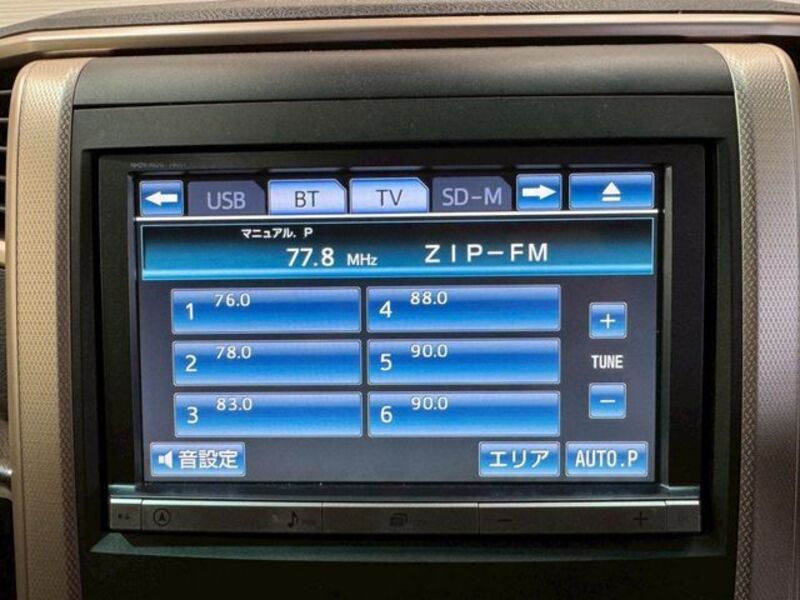 USB BT TV SD-M
マニュアル. P
77.8 MHz ZIP-FM
1 76.0 4 88.0
+
2 78.0 5 90.0
TUNE
3 83.0 6 90.0
−
音設定 エリア AUTO.P
− +